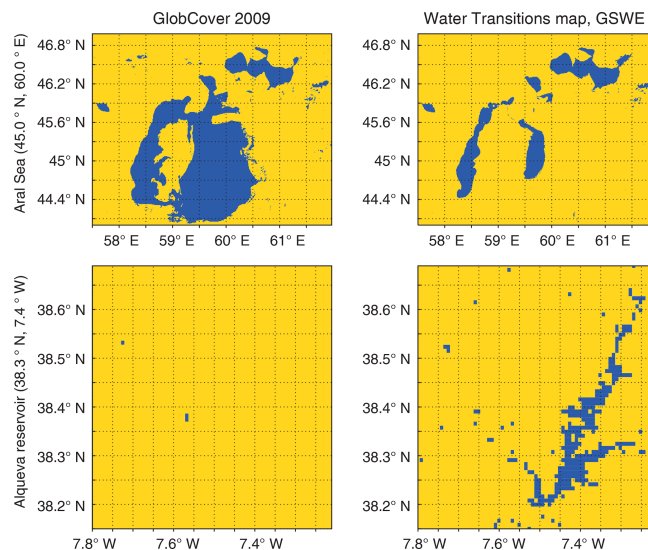 GlobCover 2009
Water Transitions map, GSWE
Aral Sea (45.0 ° N, 60.0 ° E)
46.8° N
46.2° N
45.6° N
45° N
44.4° N
58° E
59° E
60° E
61° E
46.8° N
46.2° N
45.6° N
45° N
44.4° N
58° E
59° E
60° E
61° E
Alqueva reservoir (38.3 ° N, 7.4 ° W)
38.6° N
38.5° N
38.4° N
38.3° N
38.2° N
7.8° W
7.6° W
7.4° W
38.6° N
38.5° N
38.4° N
38.3° N
38.2° N
7.8° W
7.6° W
7.4° W